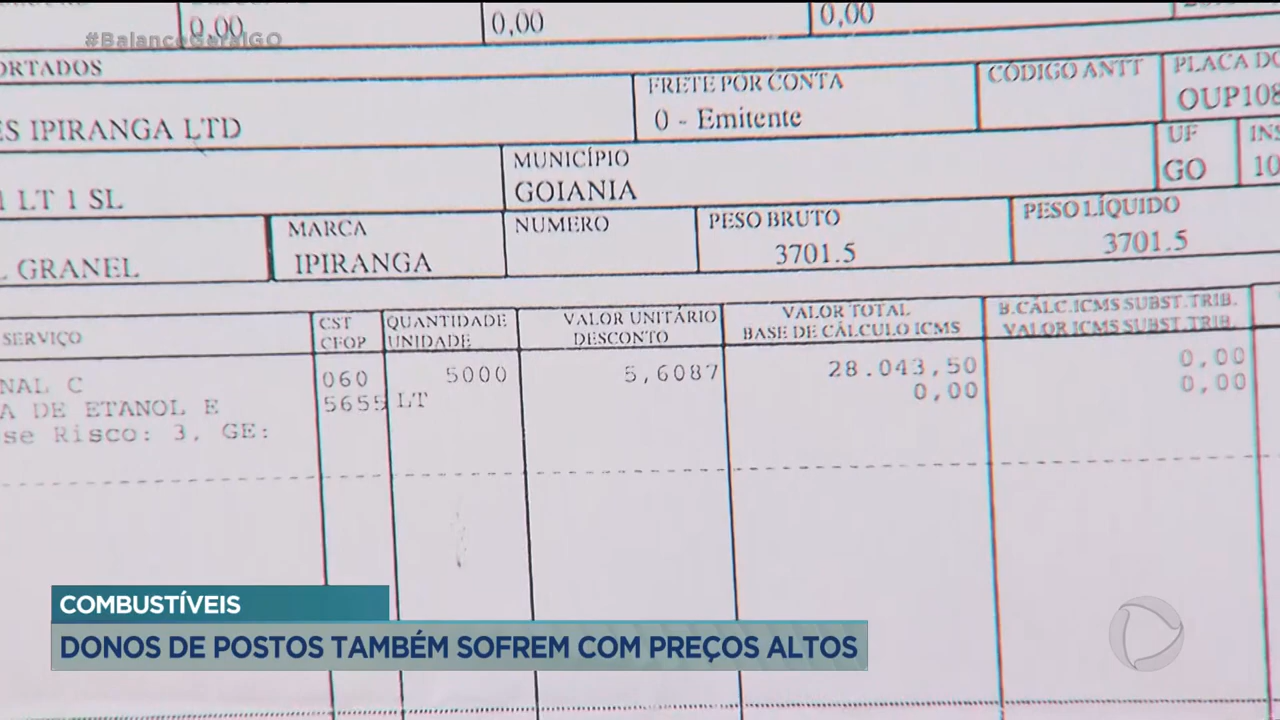 0,00
0,00
0,00
#BalançoGeralGO
ORTADOS
FRETE POR CONTA
CÓDIGO ANTT
PLACA DO
ES IPIRANGA LTD
0 - Emitente
OUP108
MUNICÍPIO
UF
1 LT 1 SL
GOIANIA
GO
10
MARCA
NUMERO
PESO BRUTO
PESO LÍQUIDO
GRANEL
IPIRANGA
3701.5
3701.5
SERVIÇO
CST
CFOP
QUANTIDADE
UNIDADE
VALOR UNITÁRIO
DESCONTO
VALOR TOTAL
BASE DE CÁLCULO ICMS
B.CÁLC.ICMS SUBST.TRIB.
VALOR ICMS SUBST.TRIB.
NAL C
060
5000
5,6087
28.043,50
0,00
A DE ETANOL E
5655
LT
0,00
0,00
se Risco: 3, GE:
COMBUSTÍVEIS
DONOS DE POSTOS TAMBÉM SOFREM COM PREÇOS ALTOS